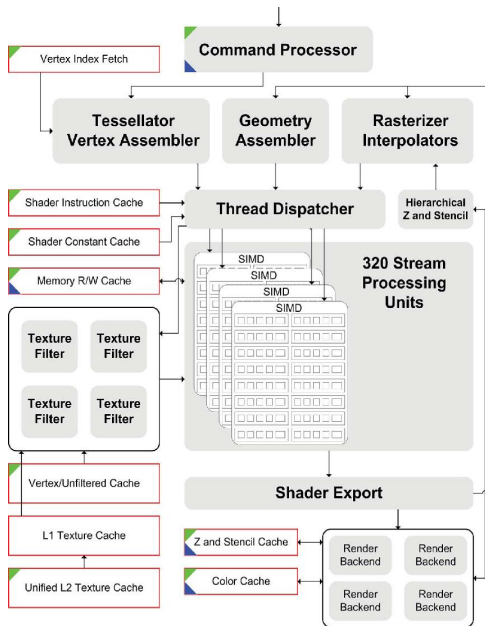 Command Processor
Vertex Index Fetch
Tessellator
Vertex Assembler
Geometry
Assembler
Rasterizer
Interpolators
Shader Instruction Cache
Thread Dispatcher
Hierarchical
Z and Stencil
Shader Constant Cache
Memory R/W Cache
SIMD
SIMD
SIMD
SIMD
320 Stream
Processing
Units
Texture
Filter
Texture
Filter
Texture
Filter
Texture
Filter
Vertex/Unfiltered Cache
Shader Export
L1 Texture Cache
Z and Stencil Cache
Render
Backend
Render
Backend
Unified L2 Texture Cache
Color Cache
Render
Backend
Render
Backend